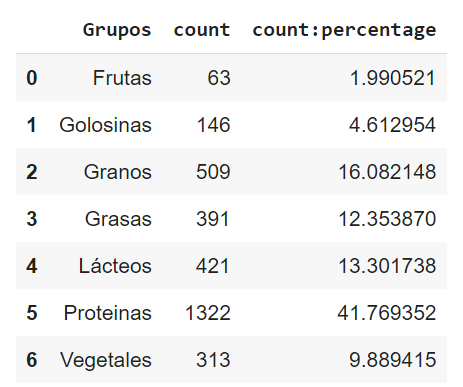 Grupos count count:percentage
0 Frutas 63 1.990521
1 Golosinas 146 4.612954
2 Granos 509 16.082148
3 Grasas 391 12.353870
4 Lácteos 421 13.301738
5 Proteinas 1322 41.769352
6 Vegetales 313 9.889415